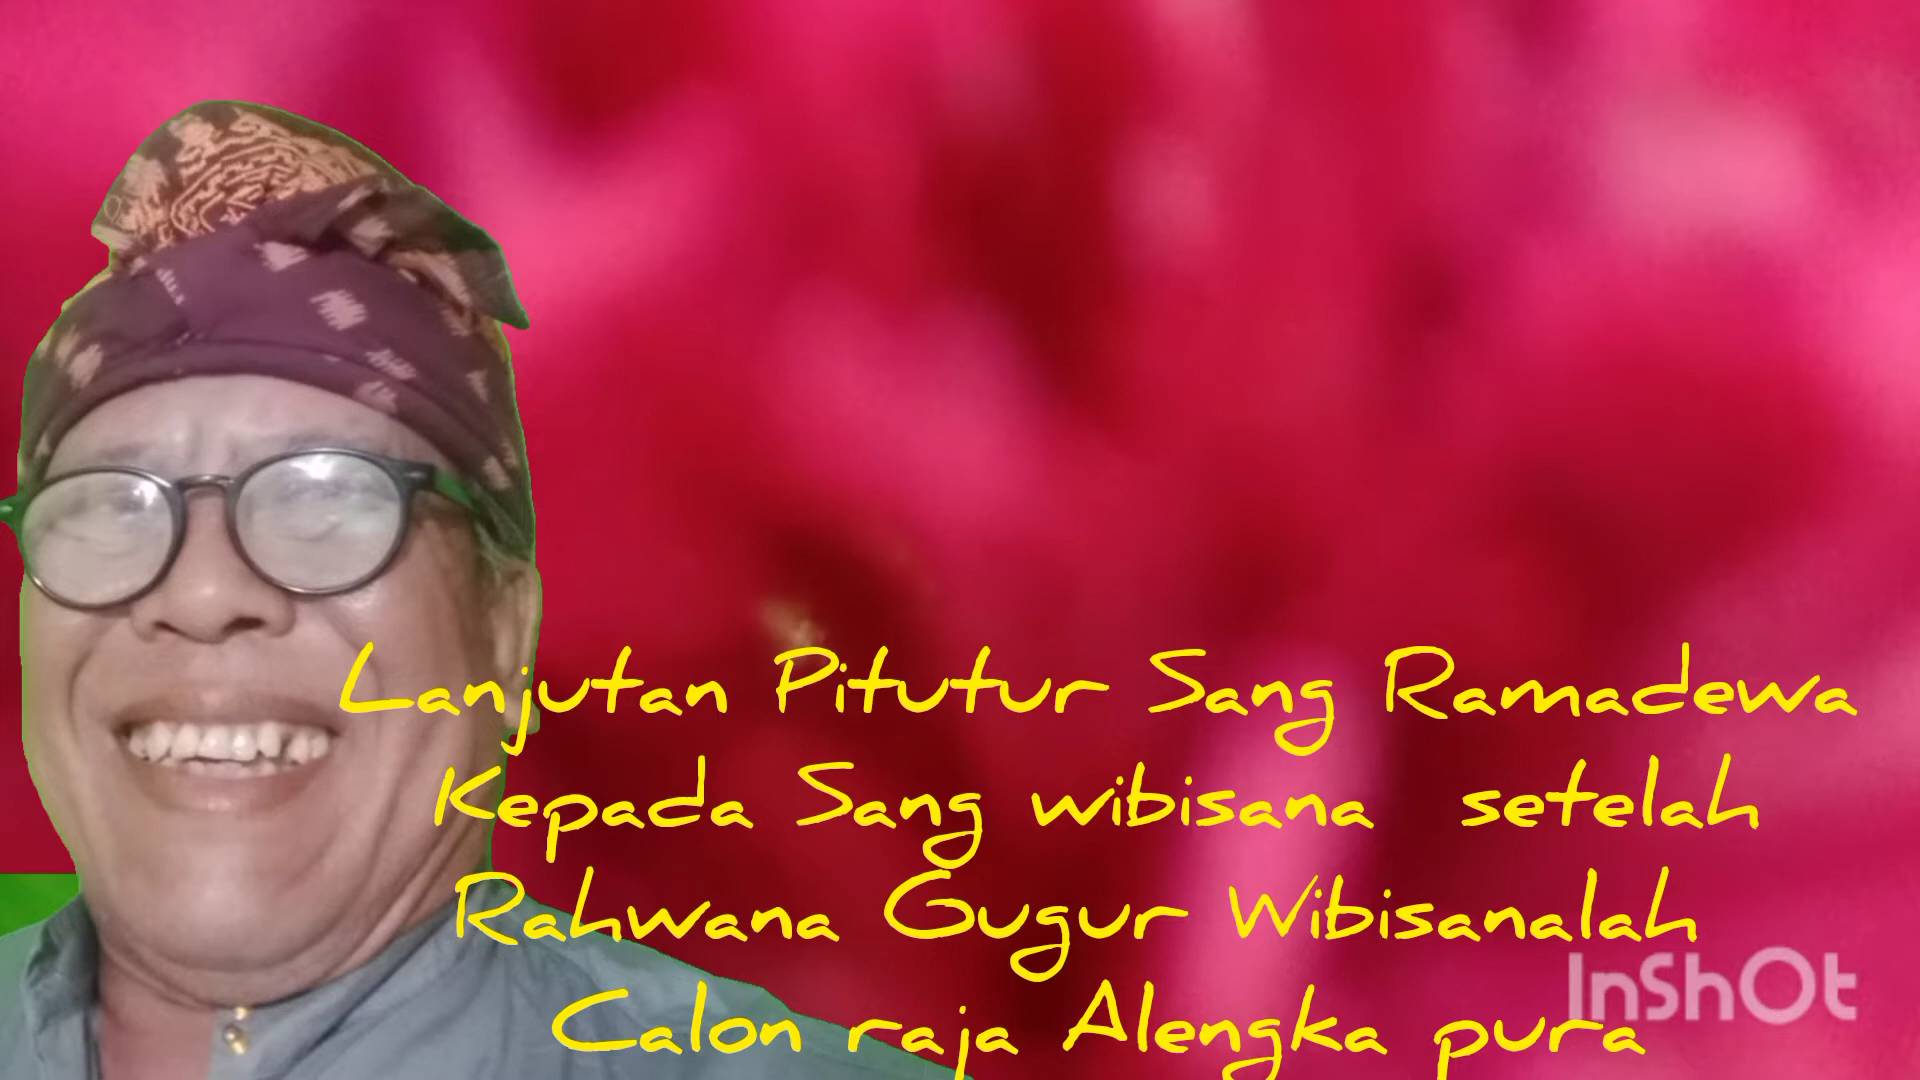 Lanjutan Pitutur Sang Ramadewa
Kepada Sang wibisana setelah
Rahwana Gugur Wibisanalah
Calon raja Alengka pura
InShOt